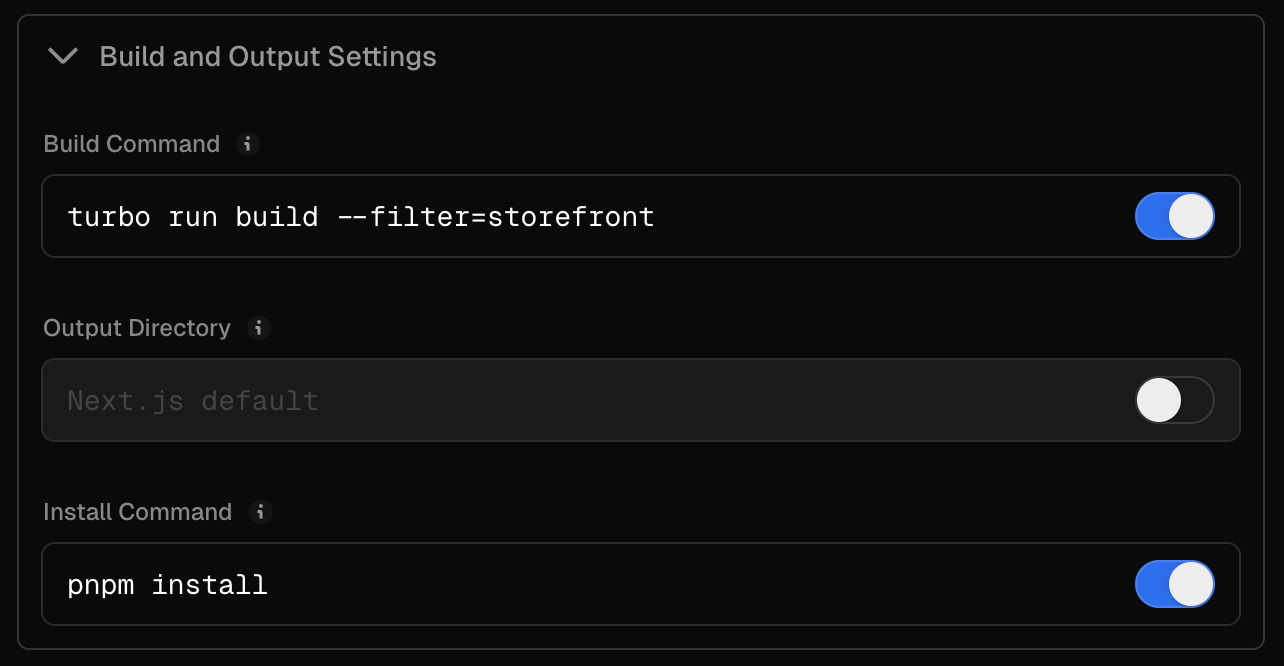 Build and Output Settings
Build Command
turbo run build --filter=storefront
Output Directory
Next.js default
Install Command
pnpm install